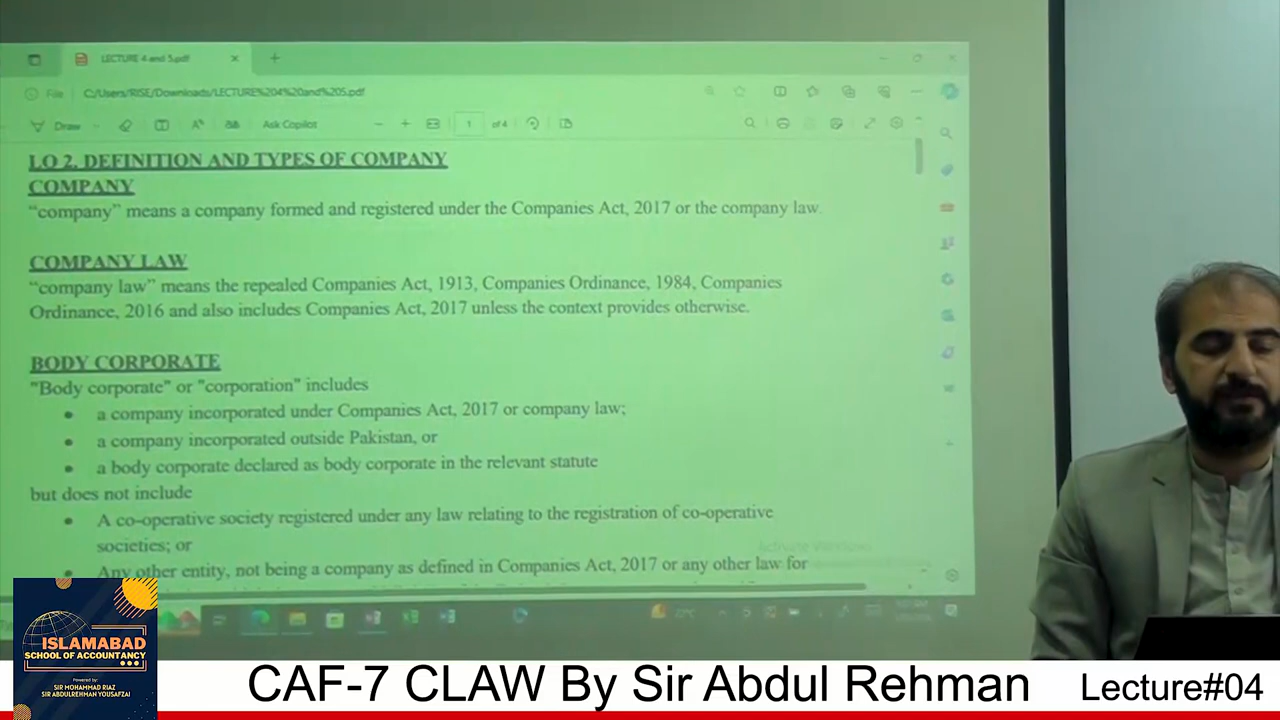 LECTURE 4 and 5.pdf
File C:/Users/RISE/Downloads/LECTURE%204%20and%205.pdf
Draw Ask Copilot 1 of 4
LO 2. DEFINITION AND TYPES OF COMPANY
COMPANY
“company” means a company formed and registered under the Companies Act, 2017 or the company law.
COMPANY LAW
“company law” means the repealed Companies Act, 1913, Companies Ordinance, 1984, Companies
Ordinance, 2016 and also includes Companies Act, 2017 unless the context provides otherwise.
BODY CORPORATE
"Body corporate" or "corporation" includes
• a company incorporated under Companies Act, 2017 or company law;
• a company incorporated outside Pakistan, or
• a body corporate declared as body corporate in the relevant statute
but does not include
• A co-operative society registered under any law relating to the registration of co-operative
societies; or
Activate Windows
• Any other entity, not being a company as defined in Companies Act, 2017 or any other law for
ISLAMABAD
SCHOOL OF ACCOUNTANCY
Powered by:
SIR MOHAMMAD RIAZ
SIR ABDULREHMAN YOUSAFZAI
CAF-7 CLAW By Sir Abdul Rehman
Lecture#04